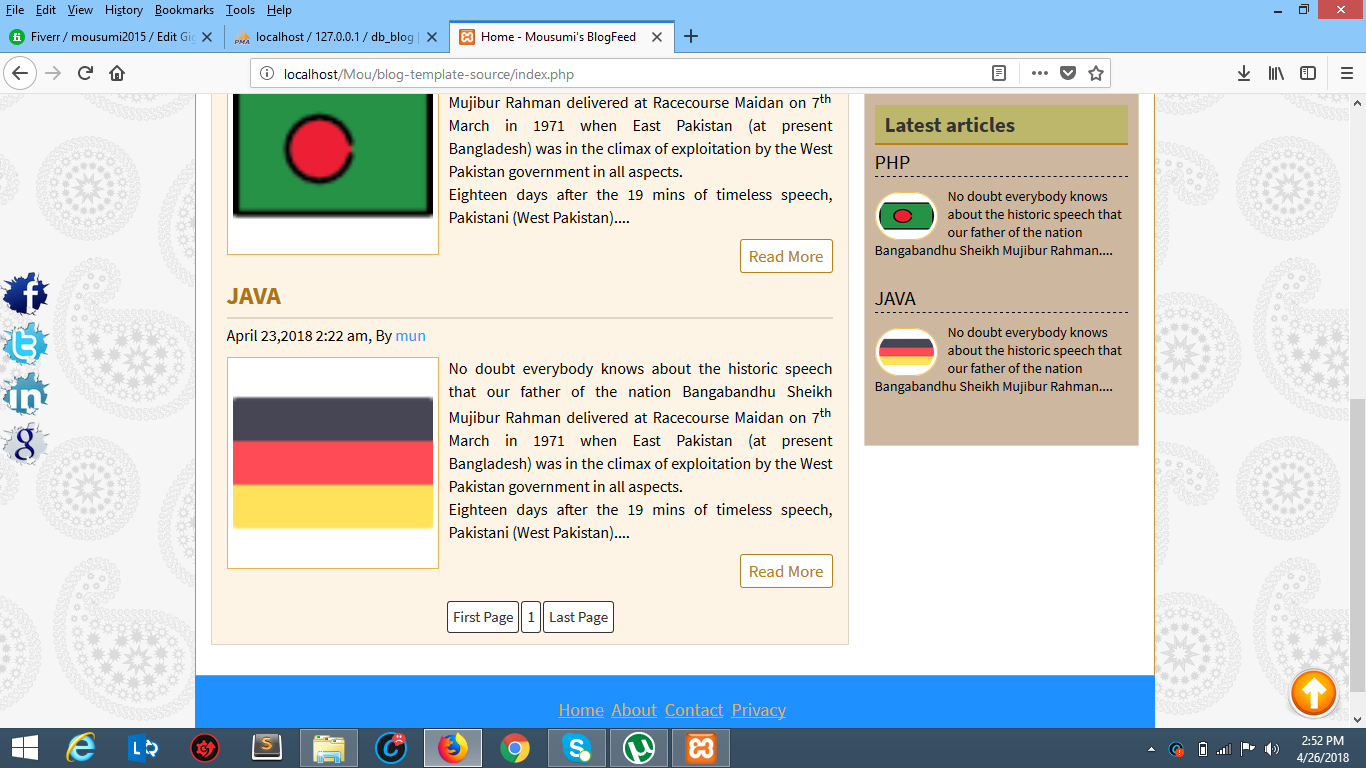 File Edit View History Bookmarks Tools Help
Fiverr / mousumi2015 / Edit Gig
localhost / 127.0.0.1 / db_blog |
Home - Mousumi's BlogFeed
localhost/Mou/blog-template-source/index.php
Mujibur Rahman delivered at Racecourse Maidan on 7th
March in 1971 when East Pakistan (at present
Bangladesh) was in the climax of exploitation by the West
Pakistan government in all aspects.
Eighteen days after the 19 mins of timeless speech,
Pakistani (West Pakistan)....
Read More
JAVA
April 23,2018 2:22 am, By mun
No doubt everybody knows about the historic speech
that our father of the nation Bangabandhu Sheikh
Mujibur Rahman delivered at Racecourse Maidan on 7th
March in 1971 when East Pakistan (at present
Bangladesh) was in the climax of exploitation by the West
Pakistan government in all aspects.
Eighteen days after the 19 mins of timeless speech,
Pakistani (West Pakistan)....
Read More
First Page 1 Last Page
Latest articles
PHP
No doubt everybody knows
about the historic speech that
our father of the nation
Bangabandhu Sheikh Mujibur Rahman....
JAVA
No doubt everybody knows
about the historic speech that
our father of the nation
Bangabandhu Sheikh Mujibur Rahman....
Home About Contact Privacy
2:52 PM
4/26/2018